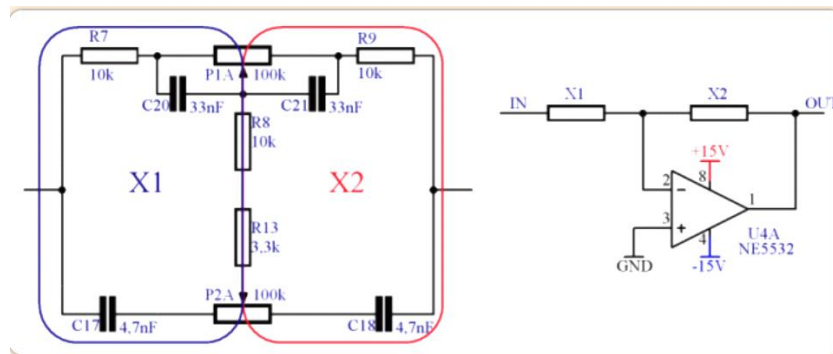 R7
10k
P1A
100k
R9
10k
C20
33nF
C21
33nF
R8
10k
X1
X2
R13
3,3k
P2A
100k
C17
4,7nF
C18
4,7nF
IN
X1
X2
OUT
+15V
2
8
1
3
4
U4A
NE5532
GND
-15V
-
+